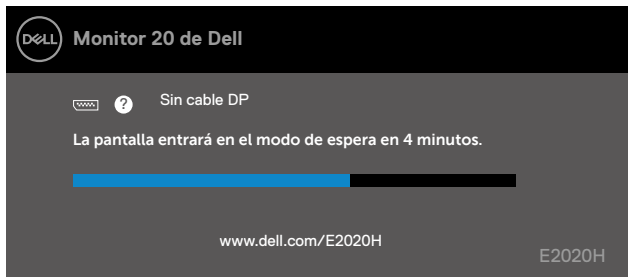 DELL
Monitor 20 de Dell
? Sin cable DP
La pantalla entrará en el modo de espera en 4 minutos.
www.dell.com/E2020H
E2020H